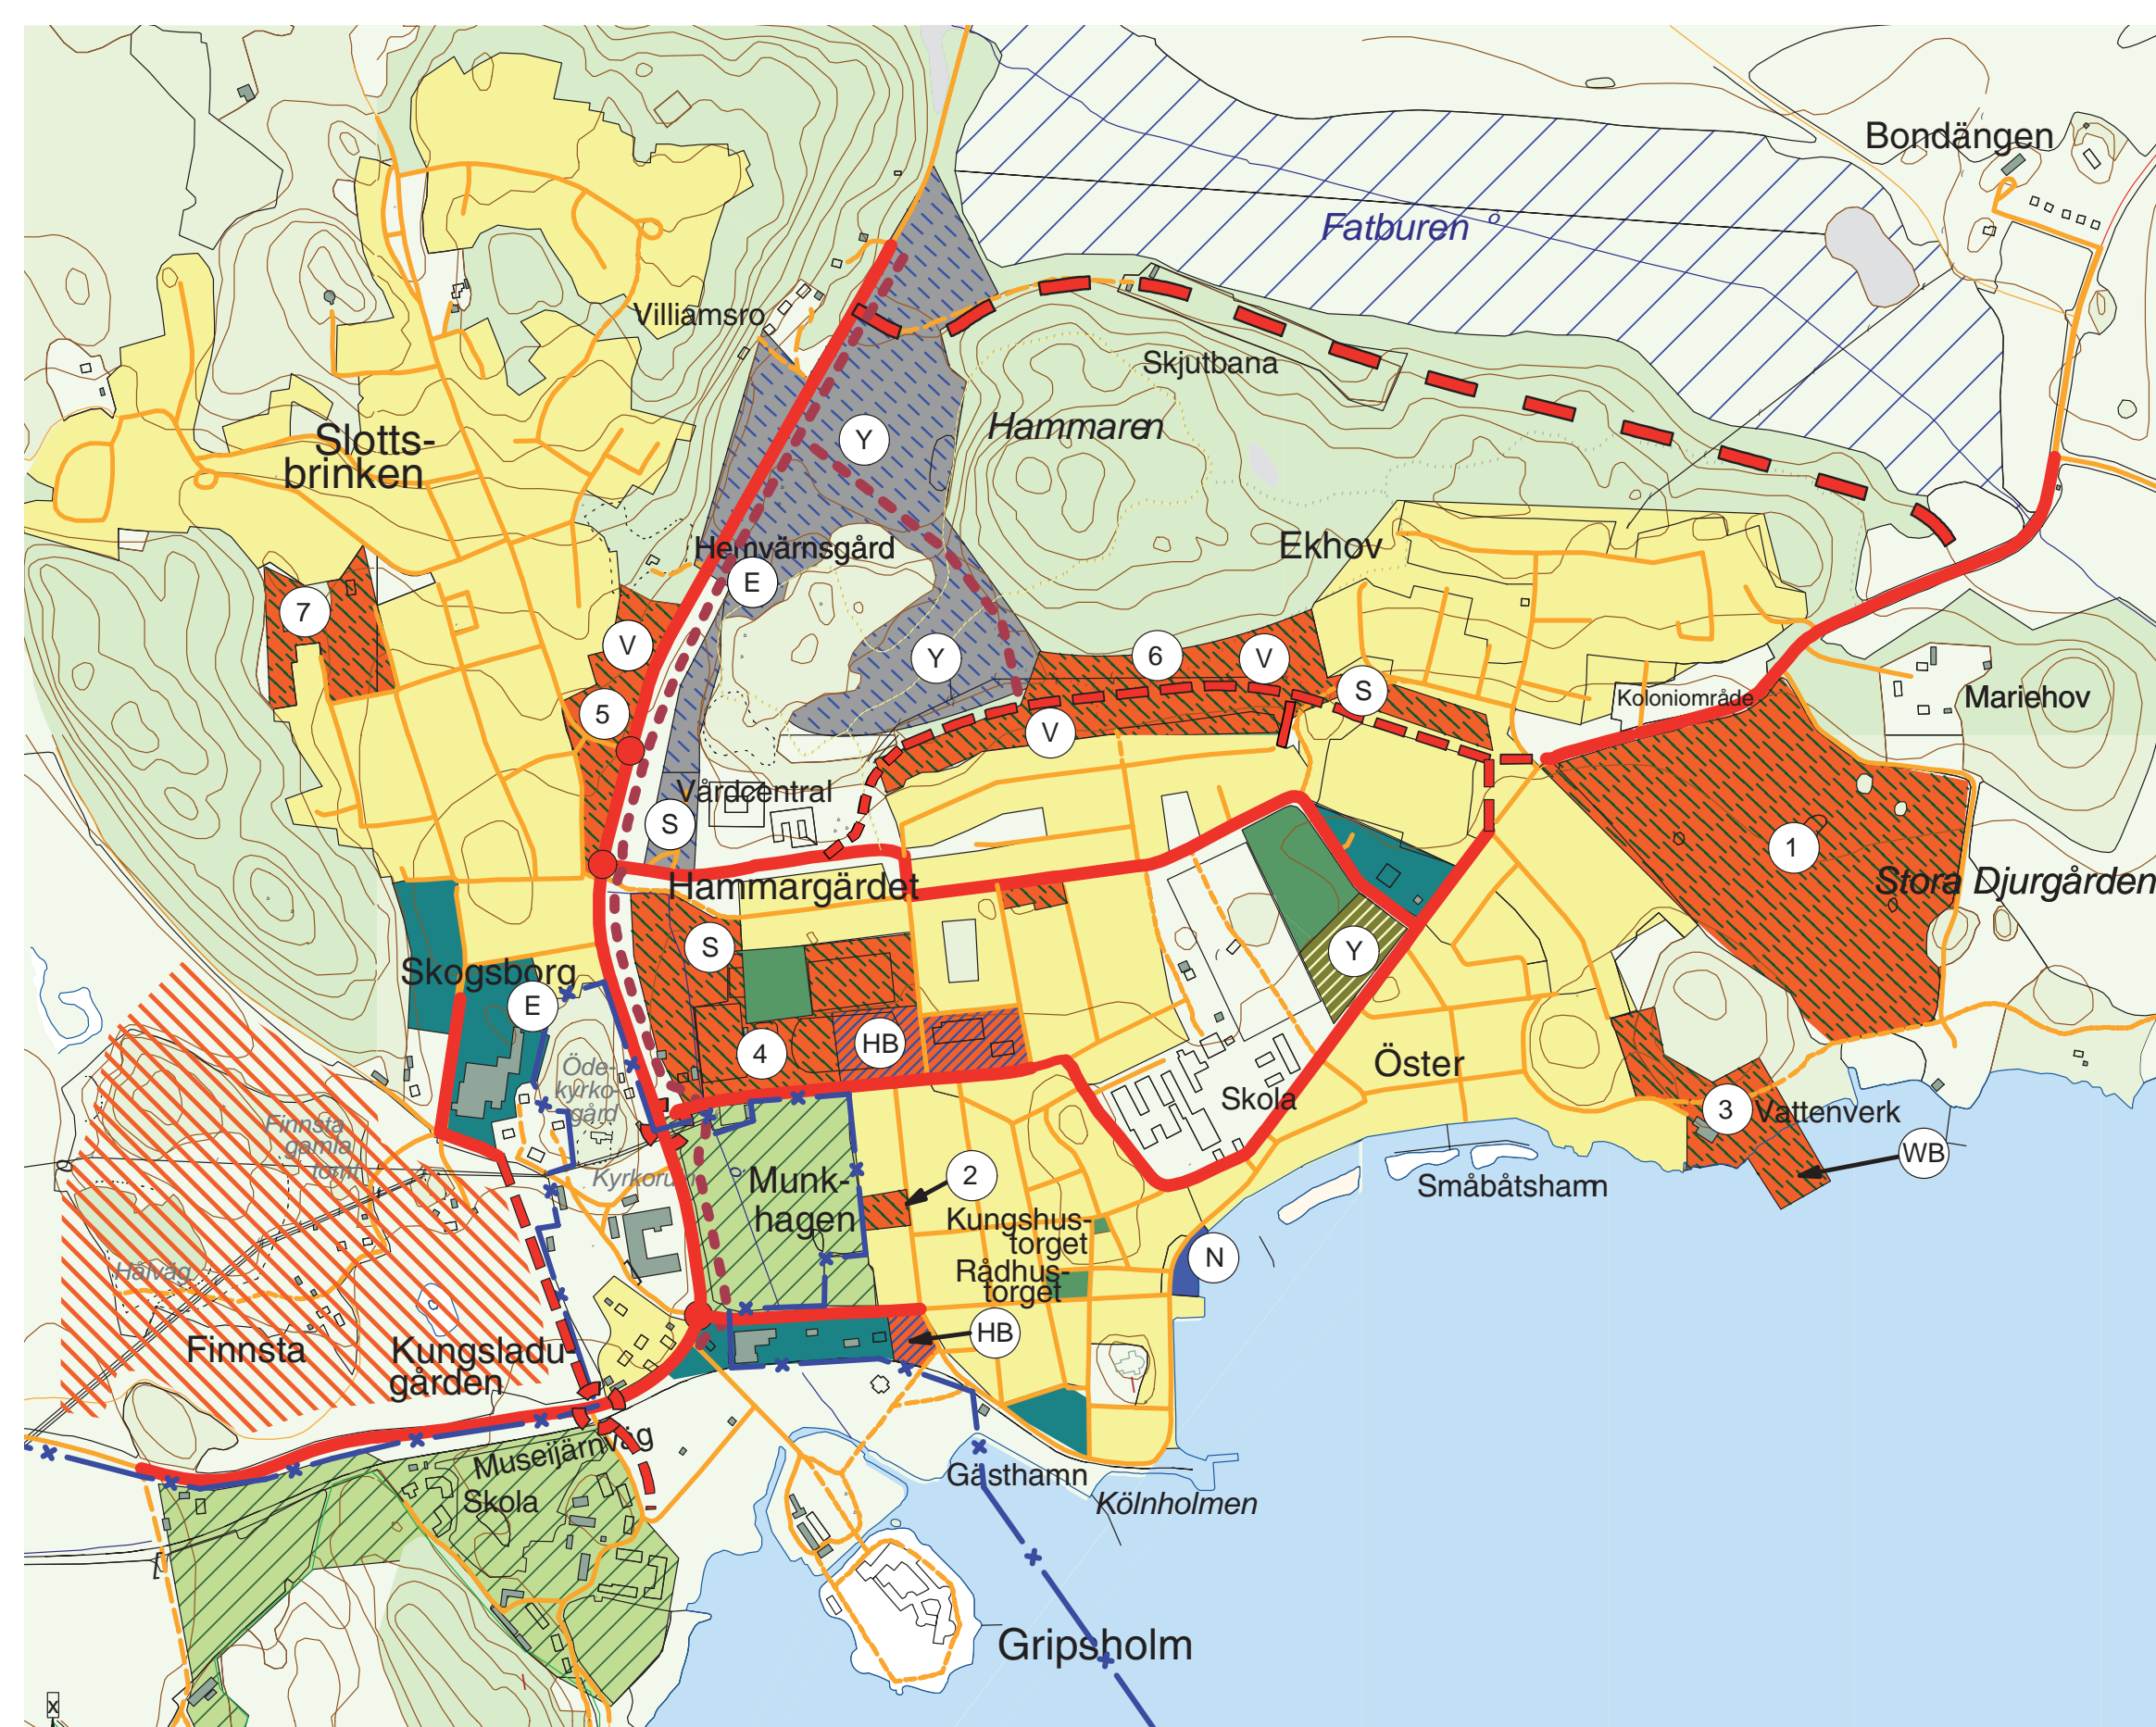 Bondängen
Fatburen
Villiamsro
Skjutbana
Hammaren
Y
Slotts-
brinken
Hemvärnsgård
Ekhov
E
7
V
Y
6
V
S
5
V
Koloniområde
Mariehov
Vårdcentral
S
1
Hammargärdet
Stora Djurgården
S
Y
Skogsborg
E
4
HB
Öde-
kyrko-
gård
Öster
Skola
3
Vattenverk
WB
Finnsta
gamla
tomt
Kyrkoruin
Munk-
hagen
2
Småbåtshamn
Kungshus-
torget
Rådhus-
torget
N
Hålväg
HB
Finnsta
Kungsladu-
gården
Museijärnväg
Skola
Gästhamn
Kölnholmen
Gripsholm
x